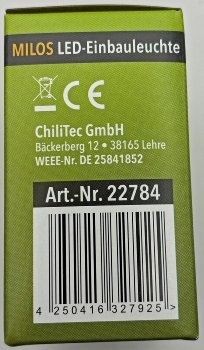 MILOS LED-Einbauleuchte
CE
ChiliTec GmbH
Bäckerberg 12 • 38165 Lehre
WEEE-Nr. DE 25841852
Art.-Nr. 22784
4 250416 327925 >